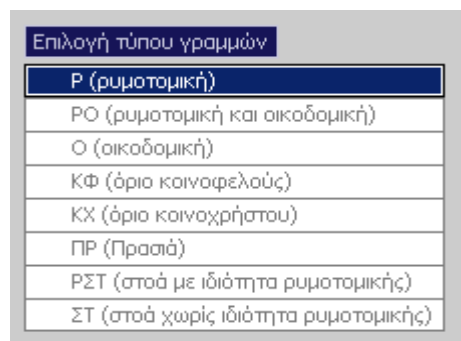 Επιλογή τύπου γραμμών
Ρ (ρυμοτομική)
ΡΟ (ρυμοτομική και οικοδομική)
Ο (οικοδομική)
ΚΦ (όριο κοινοφελούς)
ΚΧ (όριο κοινοχρήστου)
ΠΡ (Πρασιά)
ΡΣΤ (στοά με ιδιότητα ρυμοτομικής)
ΣΤ (στοά χωρίς ιδιότητα ρυμοτομικής)